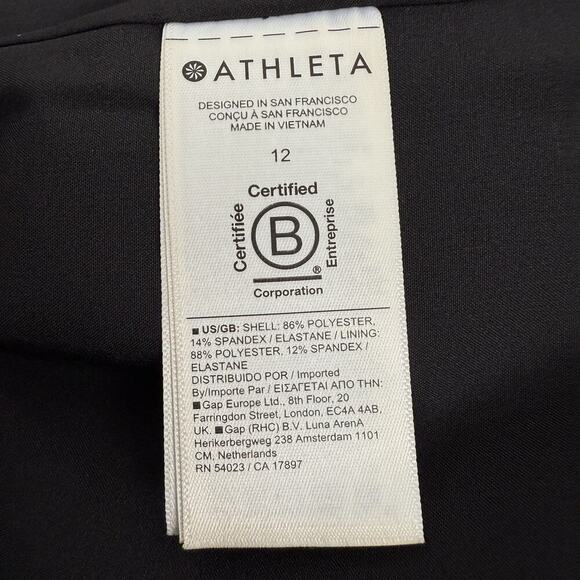 ATHLETA
DESIGNED IN SAN FRANCISCO
CONÇU À SAN FRANCISCO
MADE IN VIETNAM
12
Certified
Certifiée
B
Entreprise
®
Corporation
■ US/GB: SHELL: 86% POLYESTER,
14% SPANDEX / ELASTANE / LINING:
88% POLYESTER, 12% SPANDEX /
ELASTANE
DISTRIBUIDO POR / Imported
By/Importe Par / ΕΙΣΑΓΕΤΑΙ ΑΠΟ ΤΗΝ:
■ Gap Europe Ltd., 8th Floor, 20
Farringdon Street, London, EC4A 4AB,
UK. ■ Gap (RHC) B.V. Luna ArenA
Herikerbergweg 238 Amsterdam 1101
CM, Netherlands
RN 54023 / CA 17897